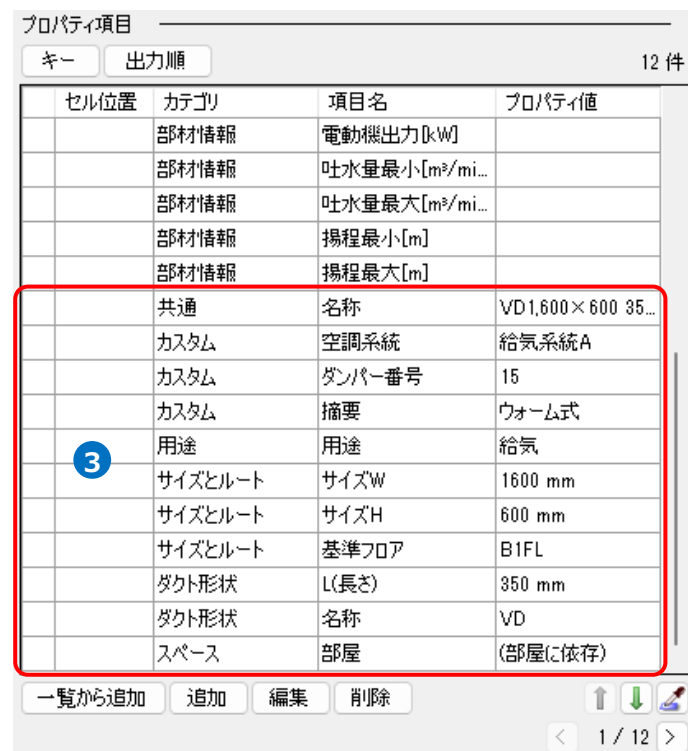 プロパティ項目
キー 出力順 12 件
セル位置 カテゴリ 項目名 プロパティ値
部材情報 電動機出力[kW]
部材情報 吐水量最小[m³/mi...
部材情報 吐水量最大[m³/mi...
部材情報 揚程最小[m]
部材情報 揚程最大[m]
共通 名称 VD1,600×600 35...
カスタム 空調系統 給気系統A
カスタム ダンパー番号 15
カスタム 摘要 ウォーム式
用途 用途 給気
3
サイズとルート サイズW 1600 mm
サイズとルート サイズH 600 mm
サイズとルート 基準フロア B1FL
ダクト形状 L(長さ) 350 mm
ダクト形状 名称 VD
スペース 部屋 (部屋に依存)
一覧から追加 追加 編集 削除
< 1 / 12 >